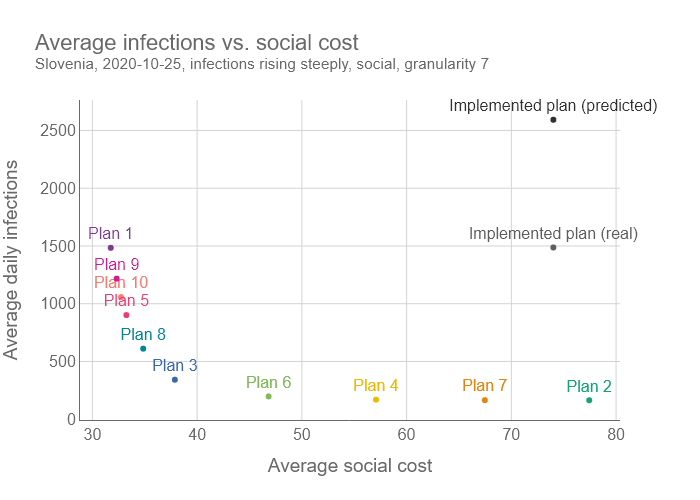 Average infections vs. social cost
Slovenia, 2020-10-25, infections rising steeply, social, granularity 7
Average daily infections
2500
2000
1500
1000
500
0
30
40
50
60
70
80
Average social cost
Implemented plan (predicted)
Implemented plan (real)
Plan 1
Plan 9
Plan 10
Plan 5
Plan 8
Plan 3
Plan 6
Plan 4
Plan 7
Plan 2